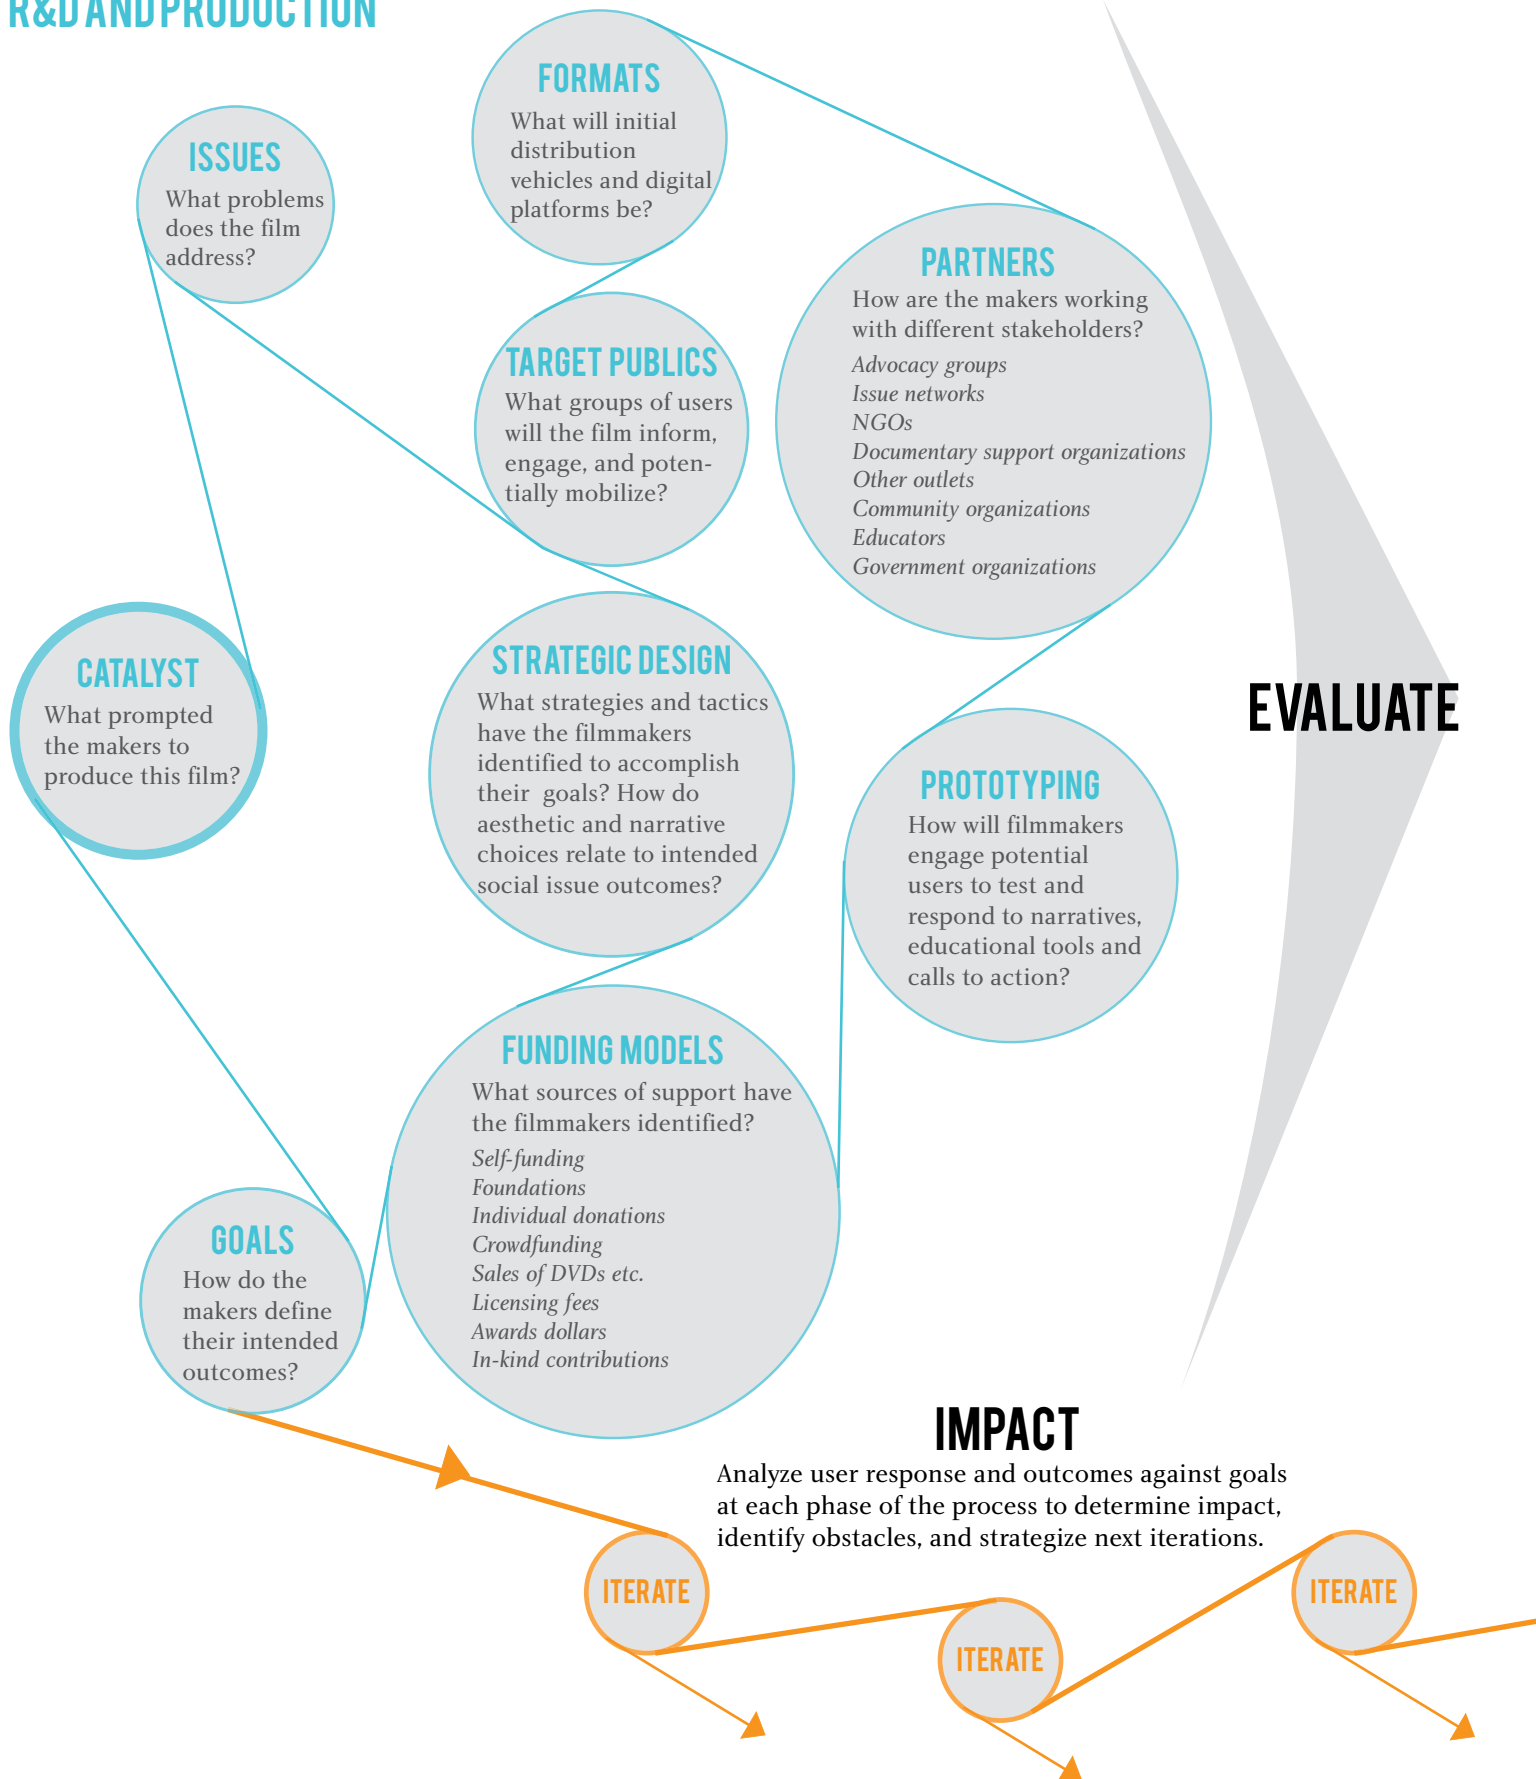 R&D AND PRODUCTION
FORMATS
What will initial
distribution
vehicles and digital
platforms be?
ISSUES
What problems
does the film
address?
PARTNERS
How are the makers working
with different stakeholders?
Advocacy groups
Issue networks
NGOs
Documentary support organizations
Other outlets
Community organizations
Educators
Government organizations
TARGET PUBLICS
What groups of users
will the film inform,
engage, and poten-
tially mobilize?
CATALYST
What prompted
the makers to
produce this film?
STRATEGIC DESIGN
What strategies and tactics
have the filmmakers
identified to accomplish
their goals? How do
aesthetic and narrative
choices relate to intended
social issue outcomes?
EVALUATE
PROTOTYPING
How will filmmakers
engage potential
users to test and
respond to narratives,
educational tools and
calls to action?
FUNDING MODELS
What sources of support have
the filmmakers identified?
Self-funding
Foundations
Individual donations
Crowdfunding
Sales of DVDs etc.
Licensing fees
Awards dollars
In-kind contributions
GOALS
How do the
makers define
their intended
outcomes?
IMPACT
Analyze user response and outcomes against goals
at each phase of the process to determine impact,
identify obstacles, and strategize next iterations.
ITERATE
ITERATE
ITERATE